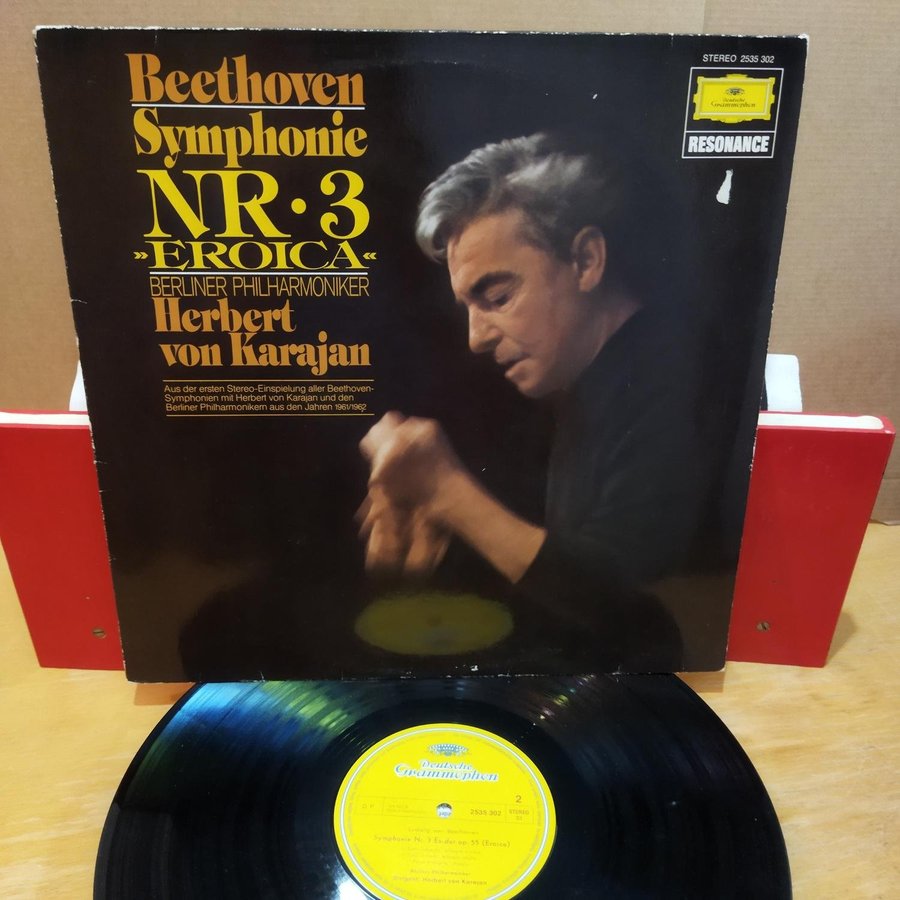 Beethoven
Symphonie
NR·3
»EROICA«
BERLINER PHILHARMONIKER
Herbert
von Karajan
Aus der ersten Stereo-Einspielung aller Beethoven-
Symphonien mit Herbert von Karajan und den
Berliner Philharmonikern aus den Jahren 1961/1962
STEREO 2535 302
Deutsche
Grammophon
RESONANCE
Deutsche
Grammophon
2
2535 302
STEREO
33
Ludwig van Beethoven
Symphonie Nr. 3 Es-dur op. 55 (Eroica)
Berliner Philharmoniker
Dirigent: Herbert von Karajan